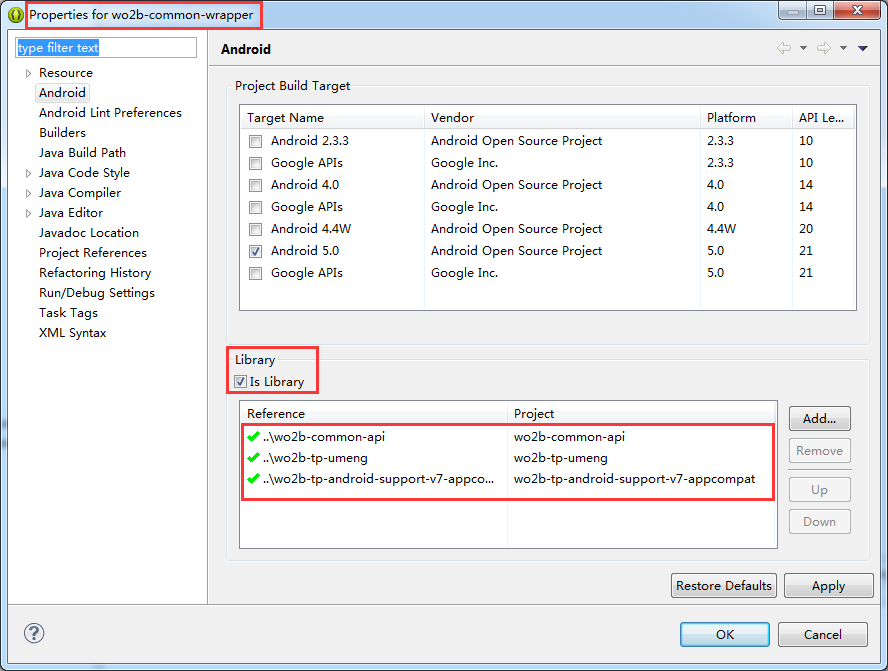 Properties for wo2b-common-wrapper
type filter text
Resource
Android
Android Lint Preferences
Builders
Java Build Path
Java Code Style
Java Compiler
Java Editor
Javadoc Location
Project References
Refactoring History
Run/Debug Settings
Task Tags
XML Syntax
Android
Project Build Target
Target Name Vendor Platform API Le...
Android 2.3.3 Android Open Source Project 2.3.3 10
Google APIs Google Inc. 2.3.3 10
Android 4.0 Android Open Source Project 4.0 14
Google APIs Google Inc. 4.0 14
Android 4.4W Android Open Source Project 4.4W 20
Android 5.0 Android Open Source Project 5.0 21
Google APIs Google Inc. 5.0 21
Library
Is Library
Reference Project
..\wo2b-common-api wo2b-common-api
..\wo2b-tp-umeng wo2b-tp-umeng
..\wo2b-tp-android-support-v7-appco... wo2b-tp-android-support-v7-appcompat
Add...
Remove
Up
Down
Restore Defaults Apply
? OK Cancel